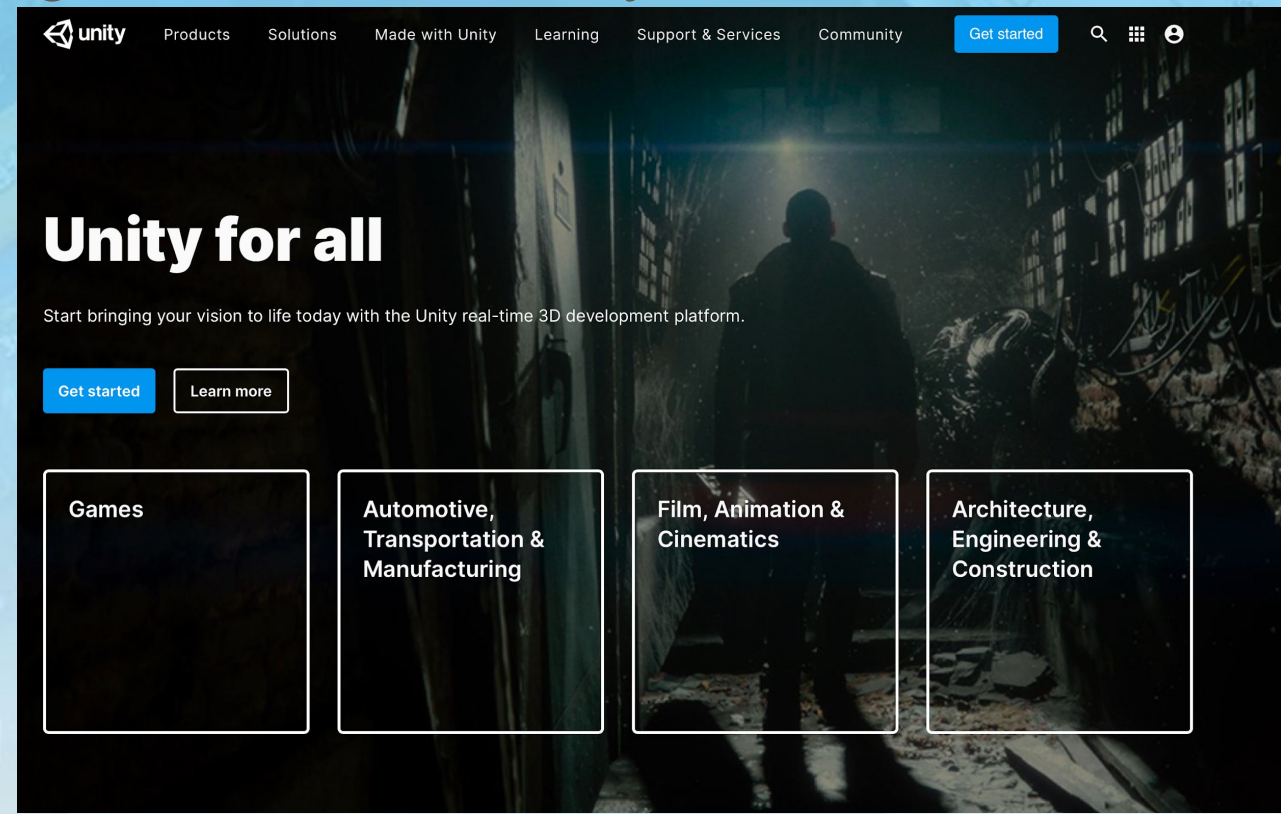 unity
Products
Solutions
Made with Unity
Learning
Support & Services
Community
Get started
Unity for all
Start bringing your vision to life today with the Unity real-time 3D development platform.
Get started
Learn more
Games
Automotive,
Transportation &
Manufacturing
Film, Animation &
Cinematics
Architecture,
Engineering &
Construction